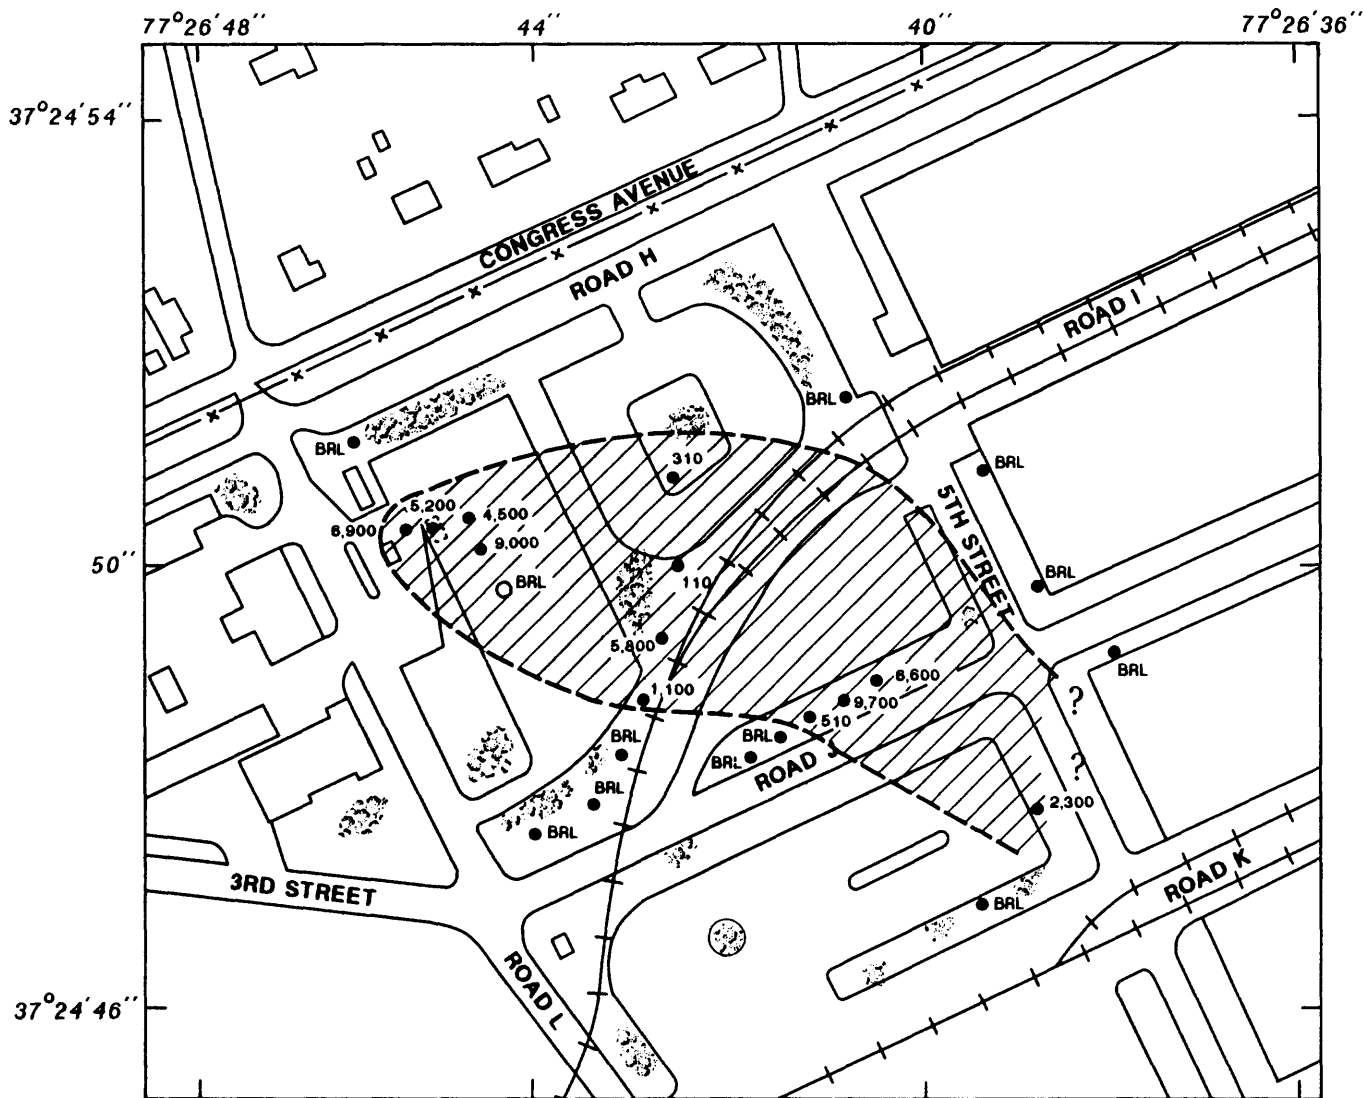 77°26'48"
44"
40"
77°26'36"
37°24'54"
CONGRESS AVENUE
ROAD H
ROAD I
BRL
BRL
310
BRL
5,200
4,500
6,900
9,000
5TH STREET
50"
BRL
110
BRL
5,800
BRL
6,600
1,100
9,700
?
510
BRL
BRL
BRL
ROAD J
?
BRL
2,300
BRL
3RD STREET
ROAD K
BRL
ROAD L
37°24'46"